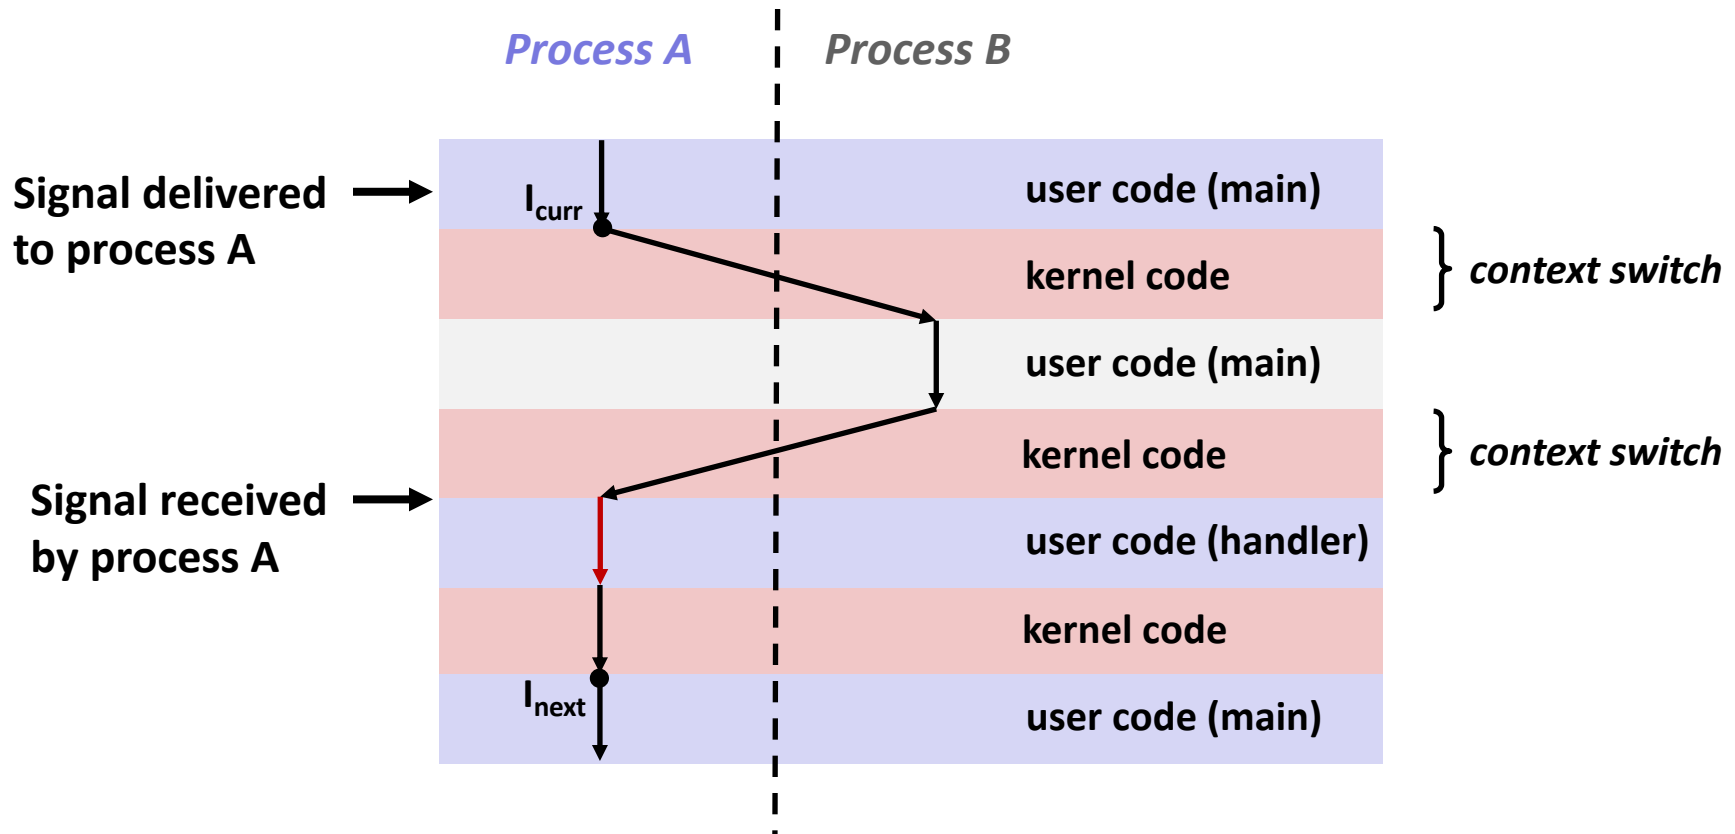 Process A
Process B
Signal delivered
to process A
Icurr
user code (main)
kernel code
context switch
user code (main)
kernel code
context switch
Signal received
by process A
user code (handler)
kernel code
Inext
user code (main)